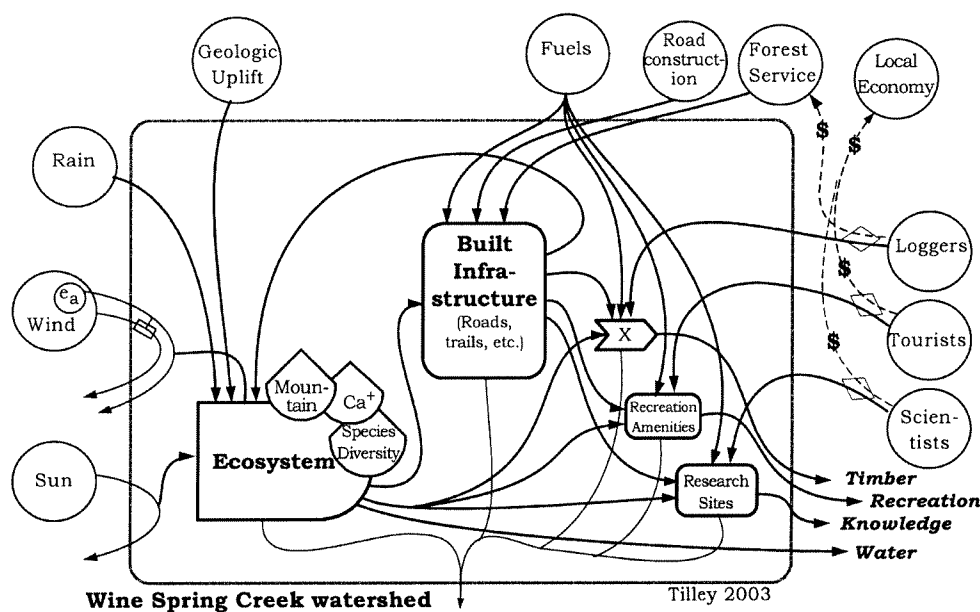 Geologic
Uplift
Fuels
Road
construct-
ion
Forest
Service
Local
Economy
$
$
Rain
Loggers
Built
Infra-
structure
(Roads,
trails, etc.)
e a
Wind
$
X
Tourists
Moun-
tain
Ca+
Species
Diversity
Recreation
Amenities
Scien-
tists
Ecosystem
Sun
Research
Sites
Timber
Recreation
Knowledge
Water
Wine Spring Creek watershed
Tilley 2003